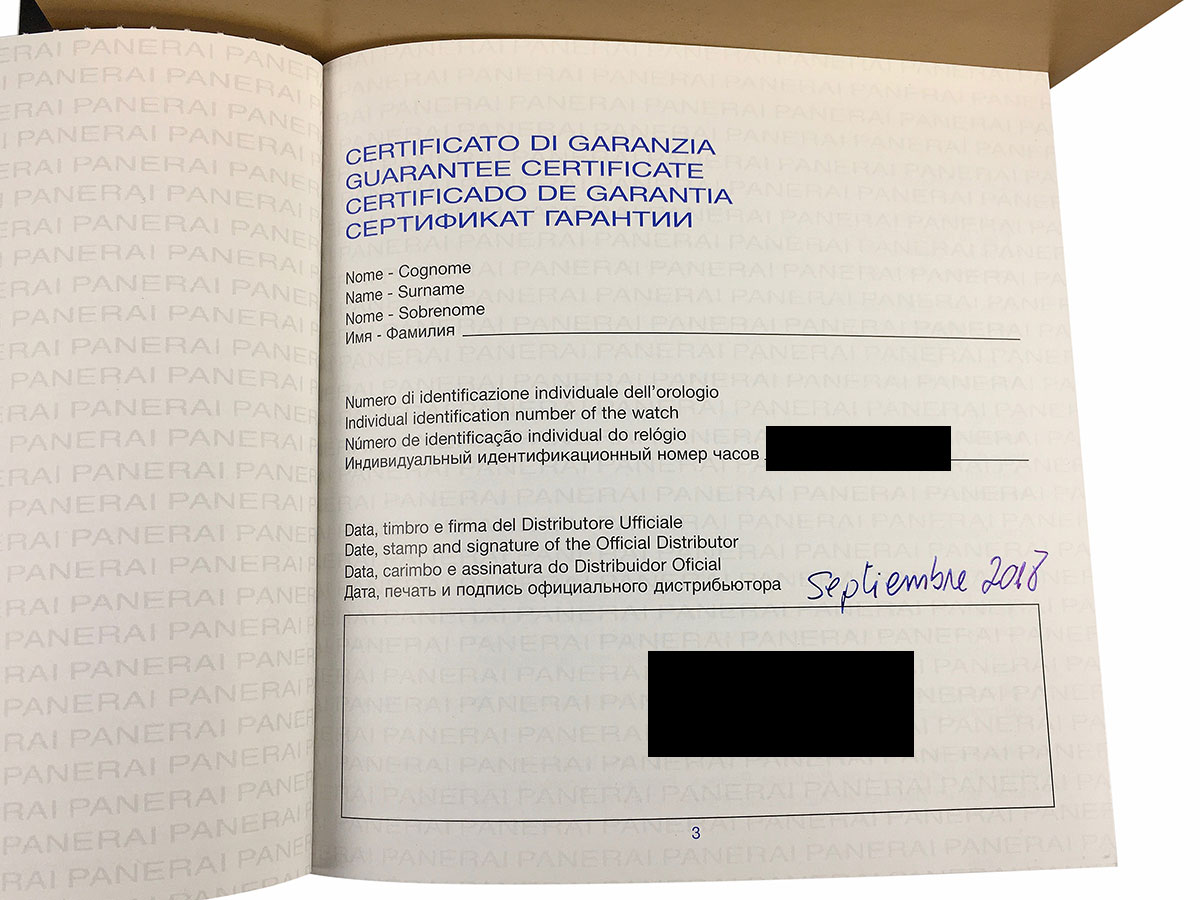 CERTIFICATO DI GARANZIA
GUARANTEE CERTIFICATE
CERTIFICADO DE GARANTIA
СЕРТИФИКАТ ГАРАНТИИ
Nome - Cognome
Name - Surname
Nome - Sobrenome
Имя - Фамилия
Numero di identificazione individuale dell'orologio
Individual identification number of the watch
Número de identificação individual do relógio
Индивидуальный идентификационный номер часов
Data, timbro e firma del Distributore Ufficiale
Date, stamp and signature of the Official Distributor
Data, carimbo e assinatura do Distribuidor Oficial
Дата, печать и подпись официального дистрибьютора septiembre 2018
3